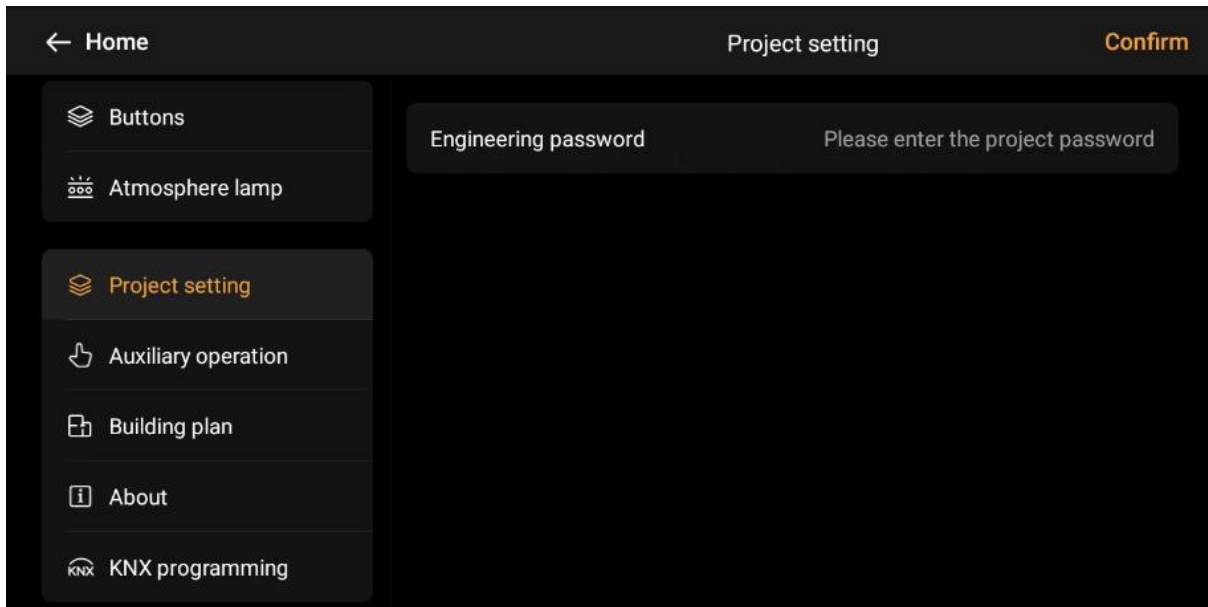 Home
Project setting
Confirm
Buttons
Atmosphere lamp
Project setting
Auxiliary operation
Building plan
About
KNX KNX programming
Engineering password
Please enter the project password